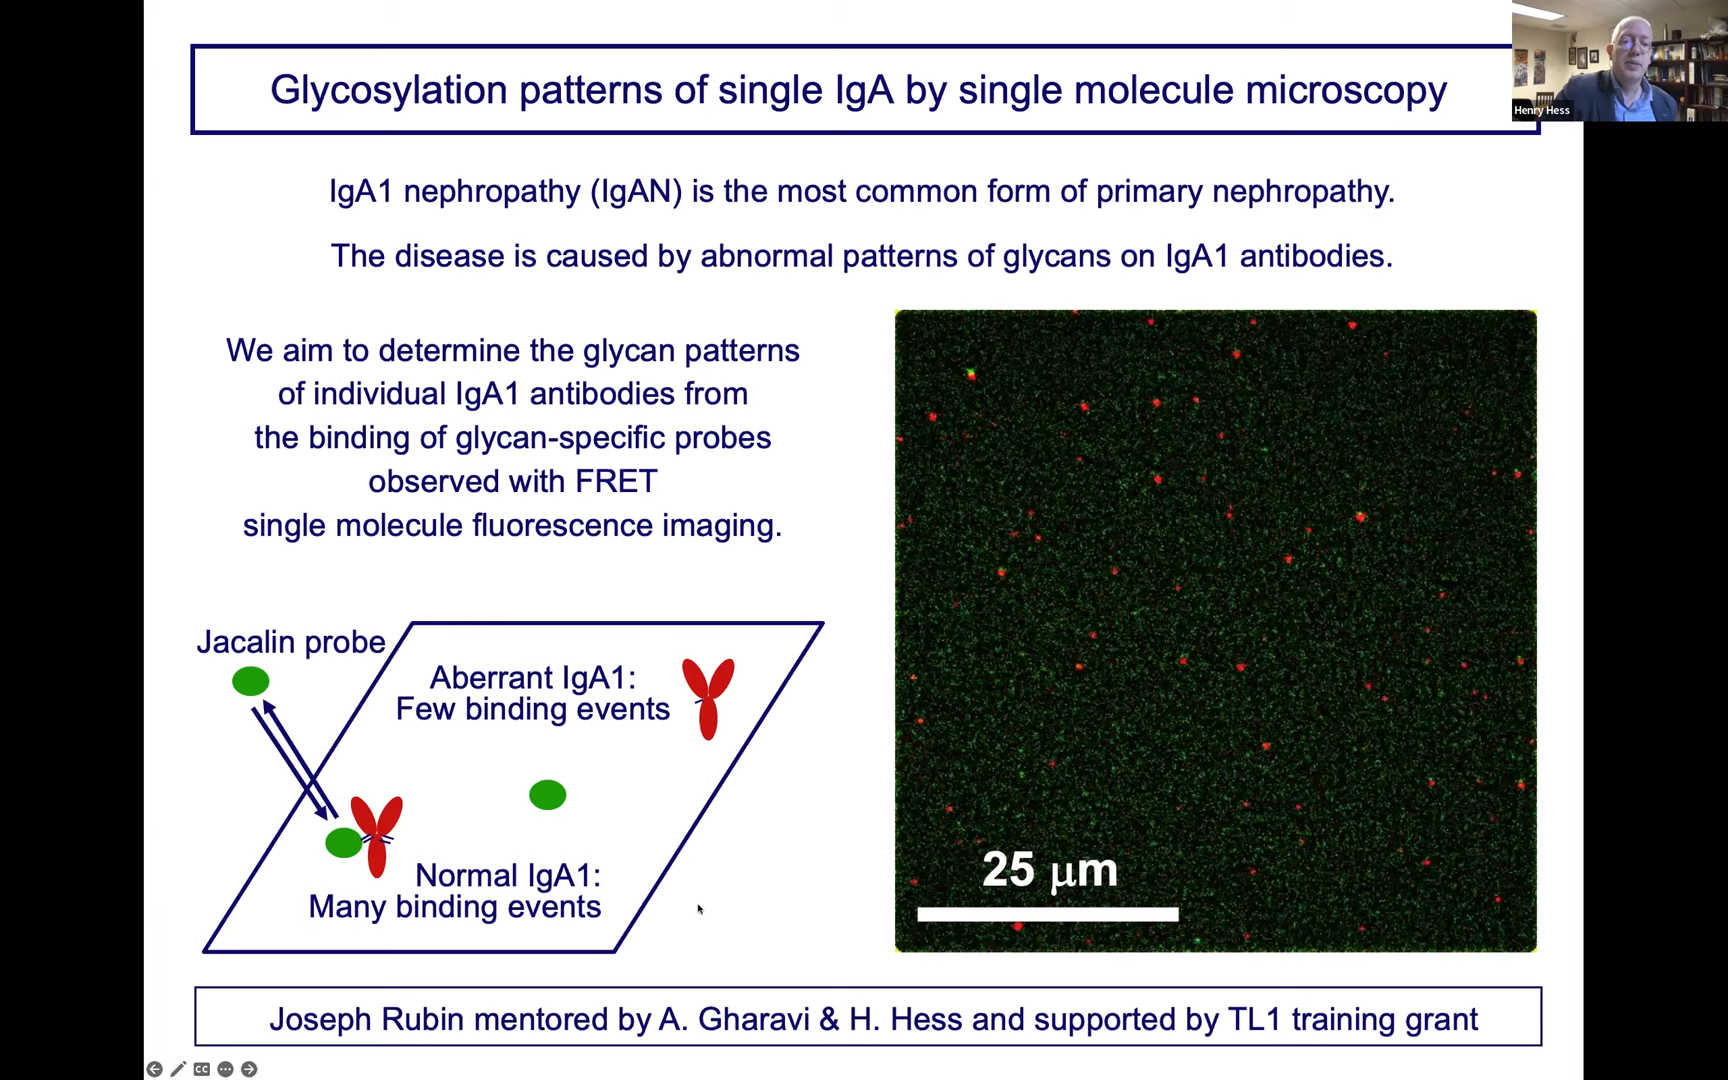 Glycosylation patterns of single IgA by single molecule microscopy
Henry Hess
IgA1 nephropathy (IgAN) is the most common form of primary nephropathy.
The disease is caused by abnormal patterns of glycans on IgA1 antibodies.
We aim to determine the glycan patterns
of individual IgA1 antibodies from
the binding of glycan-specific probes
observed with FRET
single molecule fluorescence imaging.
Jacalin probe
Aberrant IgA1:
Few binding events
Normal IgA1:
Many binding events
25 μm
Joseph Rubin mentored by A. Gharavi & H. Hess and supported by TL1 training grant
CC